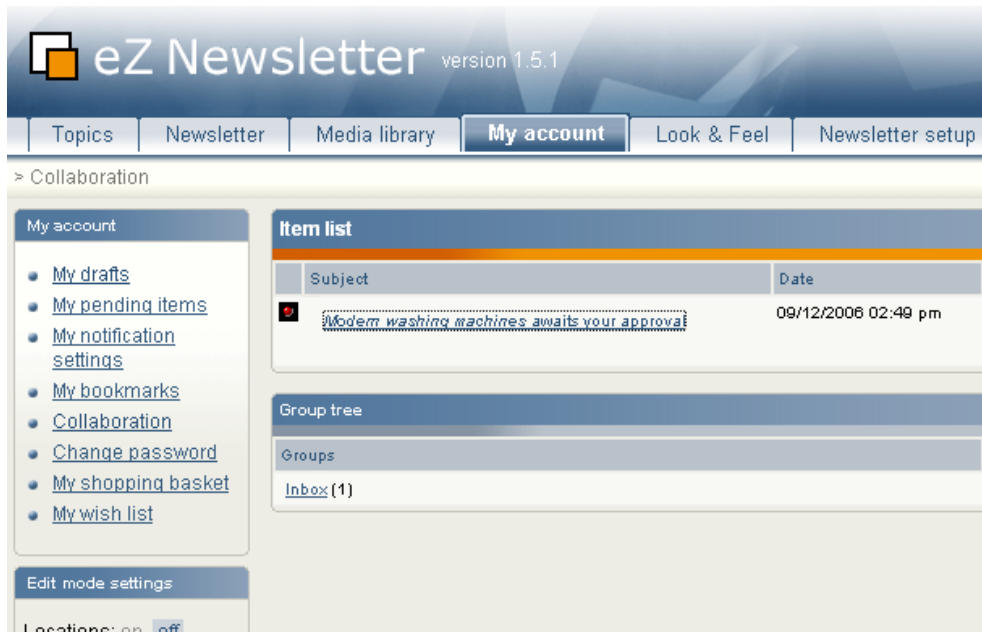 eZ Newsletter version 1.5.1
Topics Newsletter Media library My account Look & Feel Newsletter setup
> Collaboration
My account
My drafts
My pending items
My notification
settings
My bookmarks
Collaboration
Change password
My shopping basket
My wish list
Edit mode settings
Locations: on off
Item list
Subject Date
Modern washing machines awaits your approval 09/12/2006 02:49 pm
Group tree
Groups
Inbox (1)